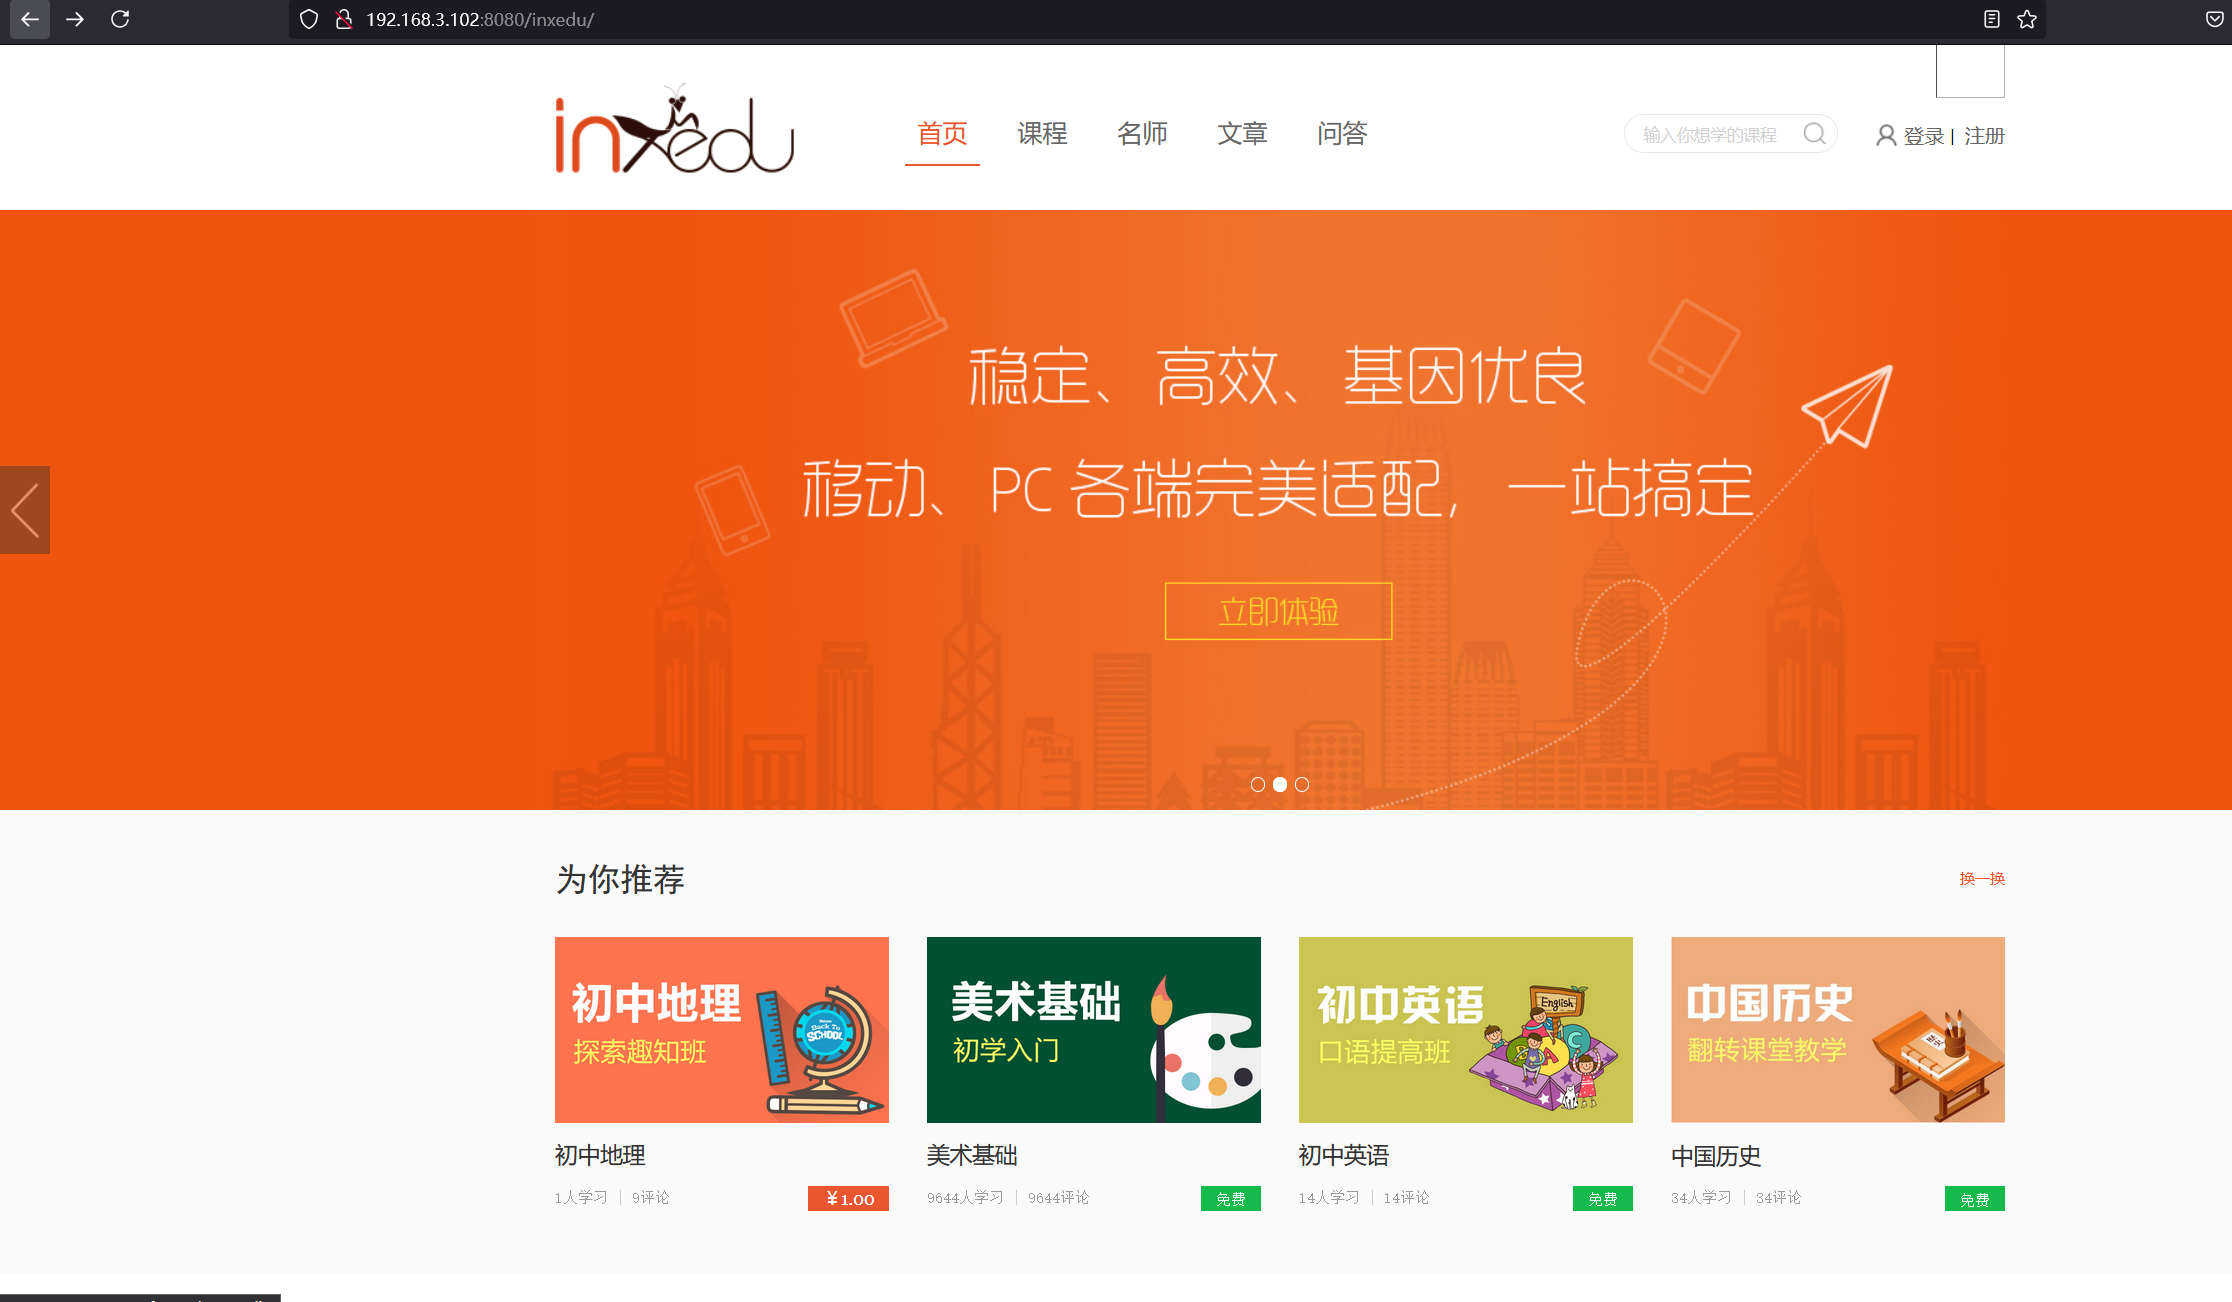 192.168.3.102:8080/inxedu/
inxedu
首页 课程 名师 文章 问答
输入你想学的课程
登录 | 注册
稳定、高效、基因优良
移动、PC 各端完美适配,一站搞定
立即体验
为你推荐
换一换
初中地理
探索趣知班
Back To
SCHOOL
美术基础
初学入门
初中英语
口语提高班
English
A
C
中国历史
翻转课堂教学
初中地理
美术基础
初中英语
中国历史
1人学习 | 9评论
¥1.00
9644人学习 | 9644评论
免费
14人学习 | 14评论
免费
34人学习 | 34评论
免费